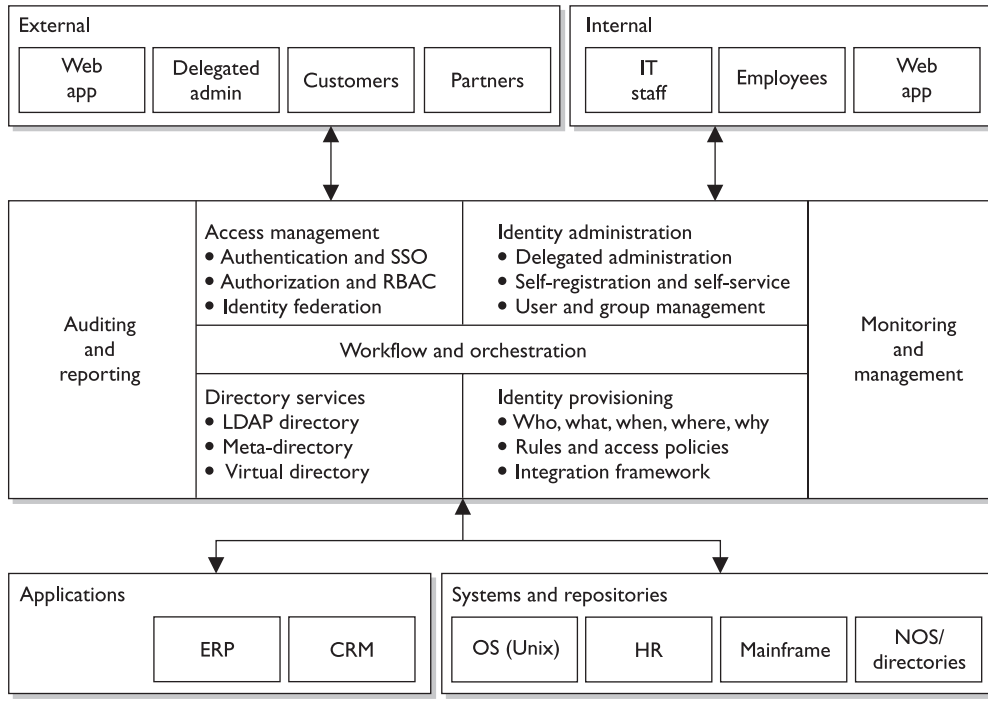 External
Web
app
Delegated
admin
Customers
Partners
Internal
IT
staff
Employees
Web
app
Auditing
and
reporting
Access management
• Authentication and SSO
• Authorization and RBAC
• Identity federation
Identity administration
• Delegated administration
• Self-registration and self-service
• User and group management
Workflow and orchestration
Directory services
• LDAP directory
• Meta-directory
• Virtual directory
Identity provisioning
• Who, what, when, where, why
• Rules and access policies
• Integration framework
Monitoring
and
management
Applications
ERP
CRM
Systems and repositories
OS (Unix)
HR
Mainframe
NOS/
directories